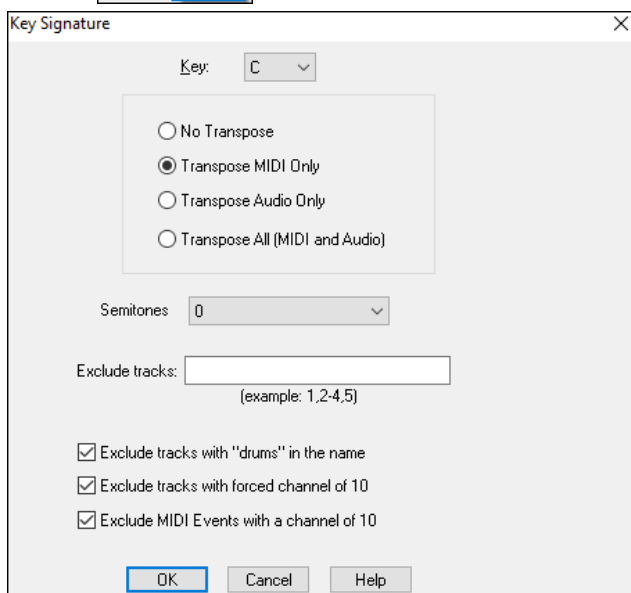 Key Signature
Key: C
No Transpose
Transpose MIDI Only
Transpose Audio Only
Transpose All (MIDI and Audio)
Semitones 0
Exclude tracks:
(example: 1,2-4,5)
Exclude tracks with "drums" in the name
Exclude tracks with forced channel of 10
Exclude MIDI Events with a channel of 10
OK Cancel Help